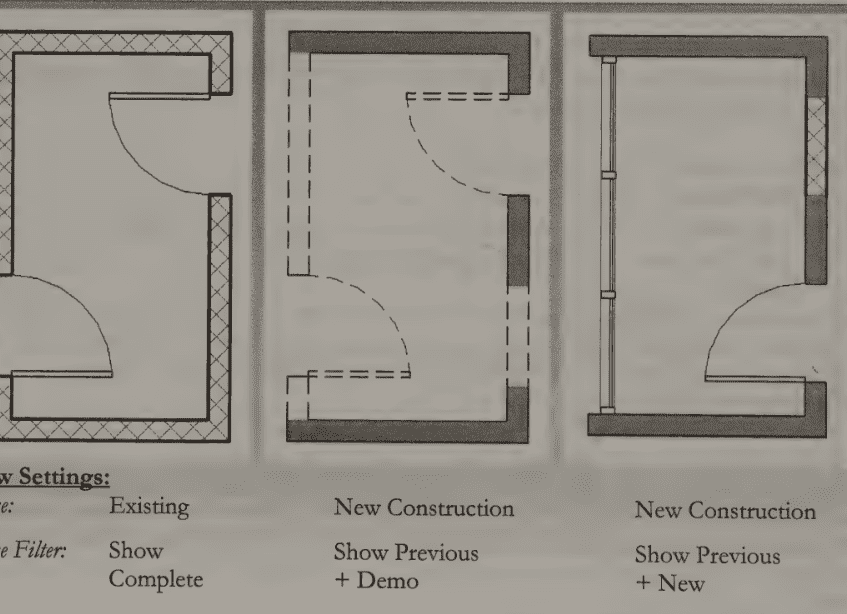 w Settings:
e: Existing New Construction New Construction
e Filter: Show Show Previous Show Previous
Complete + Demo + New